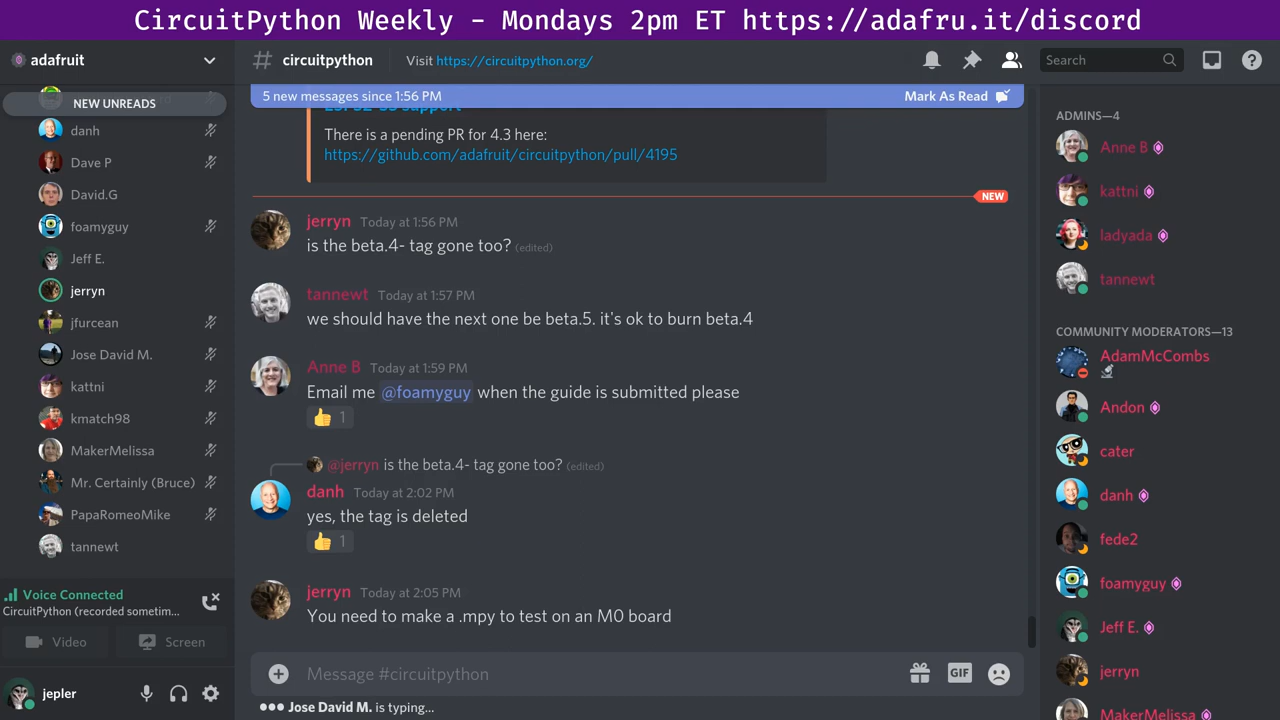 CircuitPython Weekly - Mondays 2pm ET https://adafru.it/discord
adafruit
NEW UNREADS
danh
Dave P
David.G
foamyguy
Jeff E.
jerryn
jfurcean
Jose David M.
kattni
kmatch98
MakerMelissa
Mr. Certainly (Bruce)
PapaRomeoMike
tannewt
Voice Connected
CircuitPython (recorded sometim...
Video
Screen
jepler
# circuitpython
Visit https://circuitpython.org/
Search
5 new messages since 1:56 PM
Mark As Read
There is a pending PR for 4.3 here:
https://github.com/adafruit/circuitpython/pull/4195
NEW
jerryn Today at 1:56 PM
is the beta.4- tag gone too? (edited)
tannewt Today at 1:57 PM
we should have the next one be beta.5. it's ok to burn beta.4
Anne B Today at 1:59 PM
Email me @foamyguy when the guide is submitted please
1
@jerryn is the beta.4- tag gone too? (edited)
danh Today at 2:02 PM
yes, the tag is deleted
1
jerryn Today at 2:05 PM
You need to make a .mpy to test on an M0 board
Message #circuitpython
GIF
Jose David M. is typing...
ADMINS—4
Anne B
kattni
ladyada
tannewt
COMMUNITY MODERATORS—13
AdamMcCombs
Andon
cater
danh
fede2
foamyguy
Jeff E.
jerryn
MakerMelissa